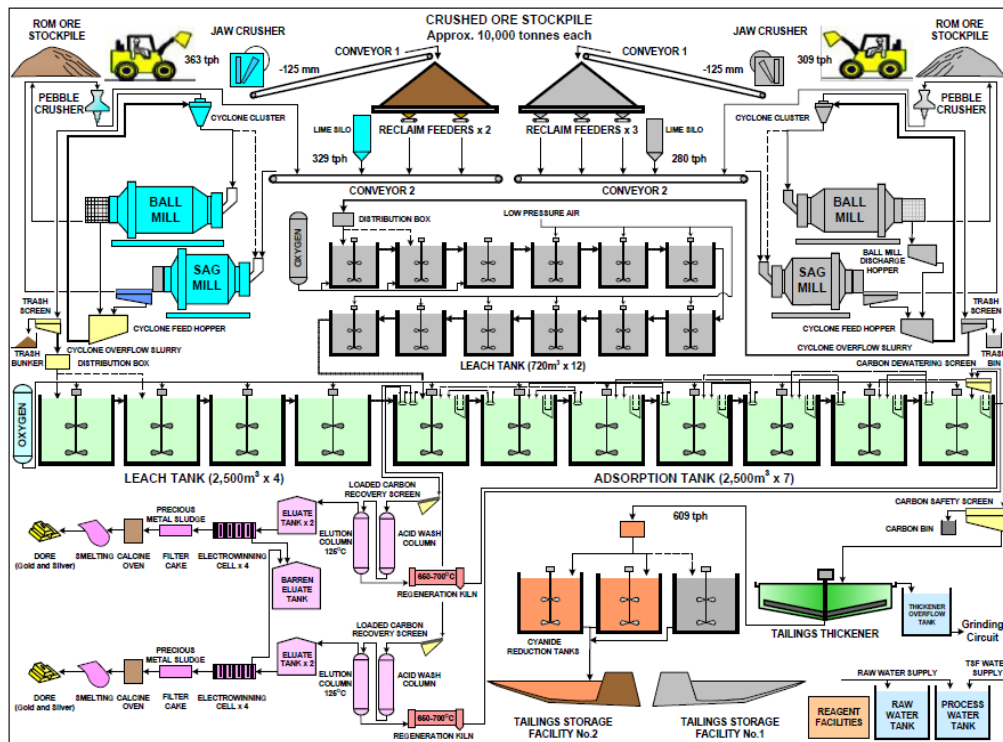 ROM ORE
STOCKPILE
363 tph
JAW CRUSHER
-125 mm
CONVEYOR 1
CRUSHED ORE STOCKPILE
Approx. 10,000 tonnes each
CONVEYOR 1
JAW CRUSHER
-125 mm
309 tph
ROM ORE
STOCKPILE
PEBBLE
CRUSHER
CYCLONE CLUSTER
LIME SILO
329 tph
RECLAIM FEEDERS x 2
RECLAIM FEEDERS x 3
LIME SILO
280 tph
CYCLONE CLUSTER
PEBBLE
CRUSHER
CONVEYOR 2
CONVEYOR 2
BALL
MILL
SAG
MILL
OXYGEN
DISTRIBUTION BOX
LOW PRESSURE AIR
BALL
MILL
BALL MILL
DISCHARGE
HOPPER
SAG
MILL
TRASH
SCREEN
CYCLONE FEED HOPPER
CYCLONE OVERFLOW SLURRY
TRASH
BUNKER
DISTRIBUTION BOX
LEACH TANK (720m³ x 12)
CYCLONE FEED HOPPER
CYCLONE OVERFLOW SLURRY
TRASH
SCREEN
TRASH
BIN
CARBON DEWATERING SCREEN
OXYGEN
LEACH TANK (2,500m³ x 4)
ADSORPTION TANK (2,500m³ x 7)
LOADED CARBON
RECOVERY SCREEN
PRECIOUS
METAL SLUDGE
ELUATE
TANK x 2
DORE
(Gold and Silver)
SMELTING
CALCINE
OVEN
FILTER
CAKE
ELECTROWINNING
CELL x 4
ELUTION
COLUMN
125°C
ACID WASH
COLUMN
650-700°C
REGENERATION KILN
BARREN
ELUATE
TANK
609 tph
CYANIDE
REDUCTION TANKS
CARBON SAFETY SCREEN
CARBON BIN
TAILINGS THICKENER
THICKENER
OVERFLOW
TANK
Grinding
Circuit
LOADED CARBON
RECOVERY SCREEN
PRECIOUS
METAL SLUDGE
ELUATE
TANK x 2
DORE
(Gold and Silver)
SMELTING
CALCINE
OVEN
FILTER
CAKE
ELECTROWINNING
CELL x 4
ELUTION
COLUMN
125°C
ACID WASH
COLUMN
650-700°C
REGENERATION KILN
TAILINGS STORAGE
FACILITY No.2
TAILINGS STORAGE
FACILITY No.1
RAW WATER SUPPLY
TSF WATER
SUPPLY
REAGENT
FACILITIES
RAW
WATER
TANK
PROCESS
WATER
TANK